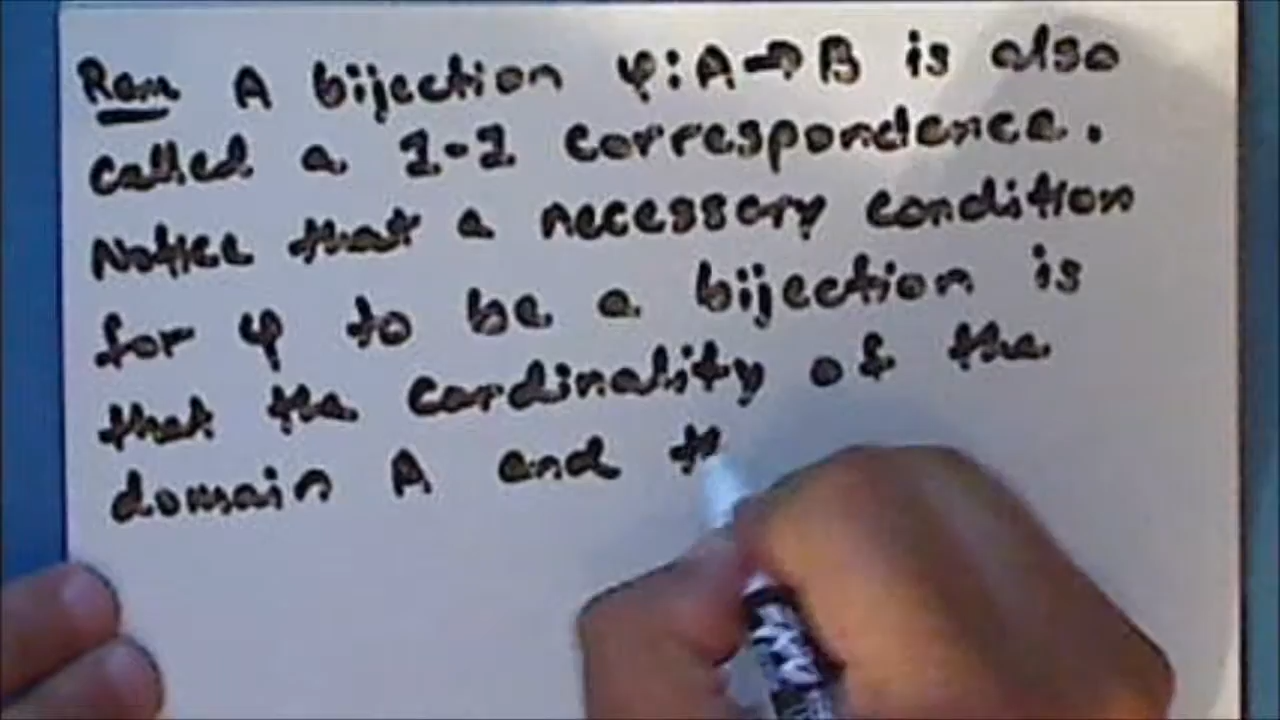 Rem A bijection φ: A → B is also
called a 1-1 correspondence.
Notice that a necessary condition
for φ to be a bijection is
that the cardinality of the
domain A and th